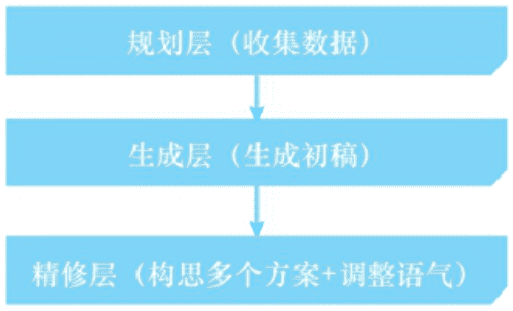 规划层（收集数据）
生成层（生成初稿）
精修层（构思多个方案+调整语气）